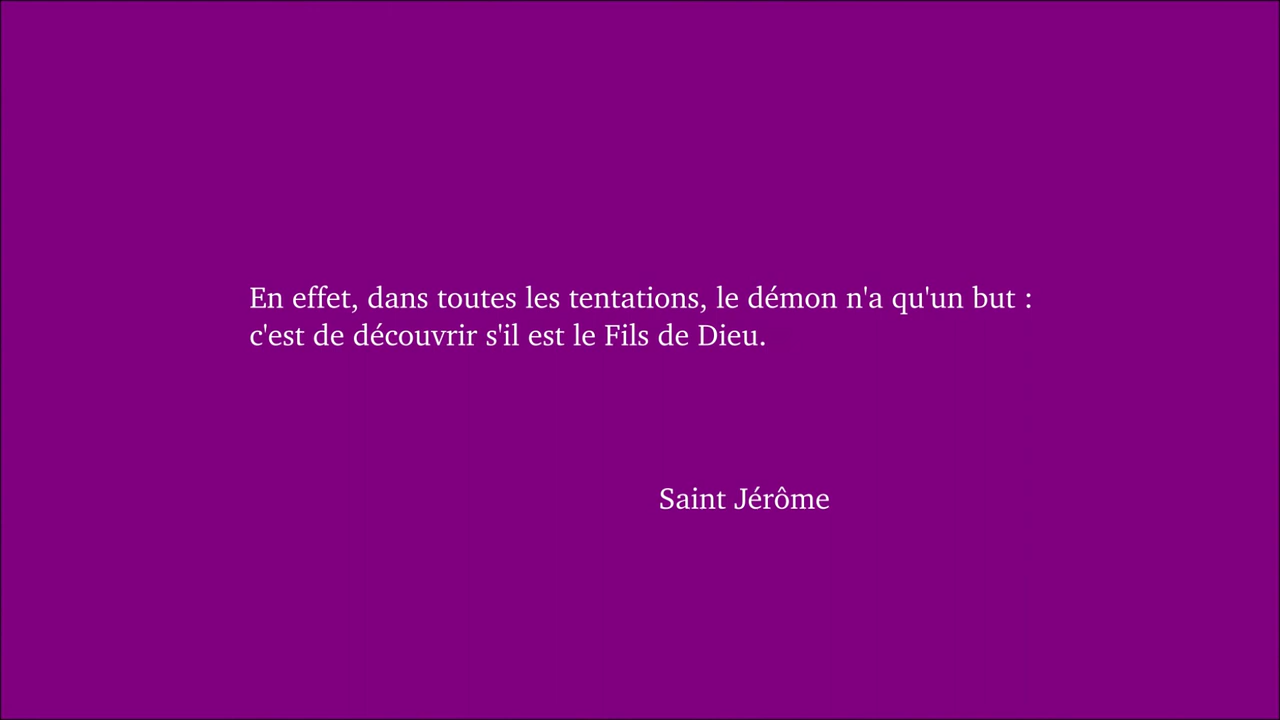 En effet, dans toutes les tentations, le démon n'a qu'un but :
c'est de découvrir s'il est le Fils de Dieu.
Saint Jérôme